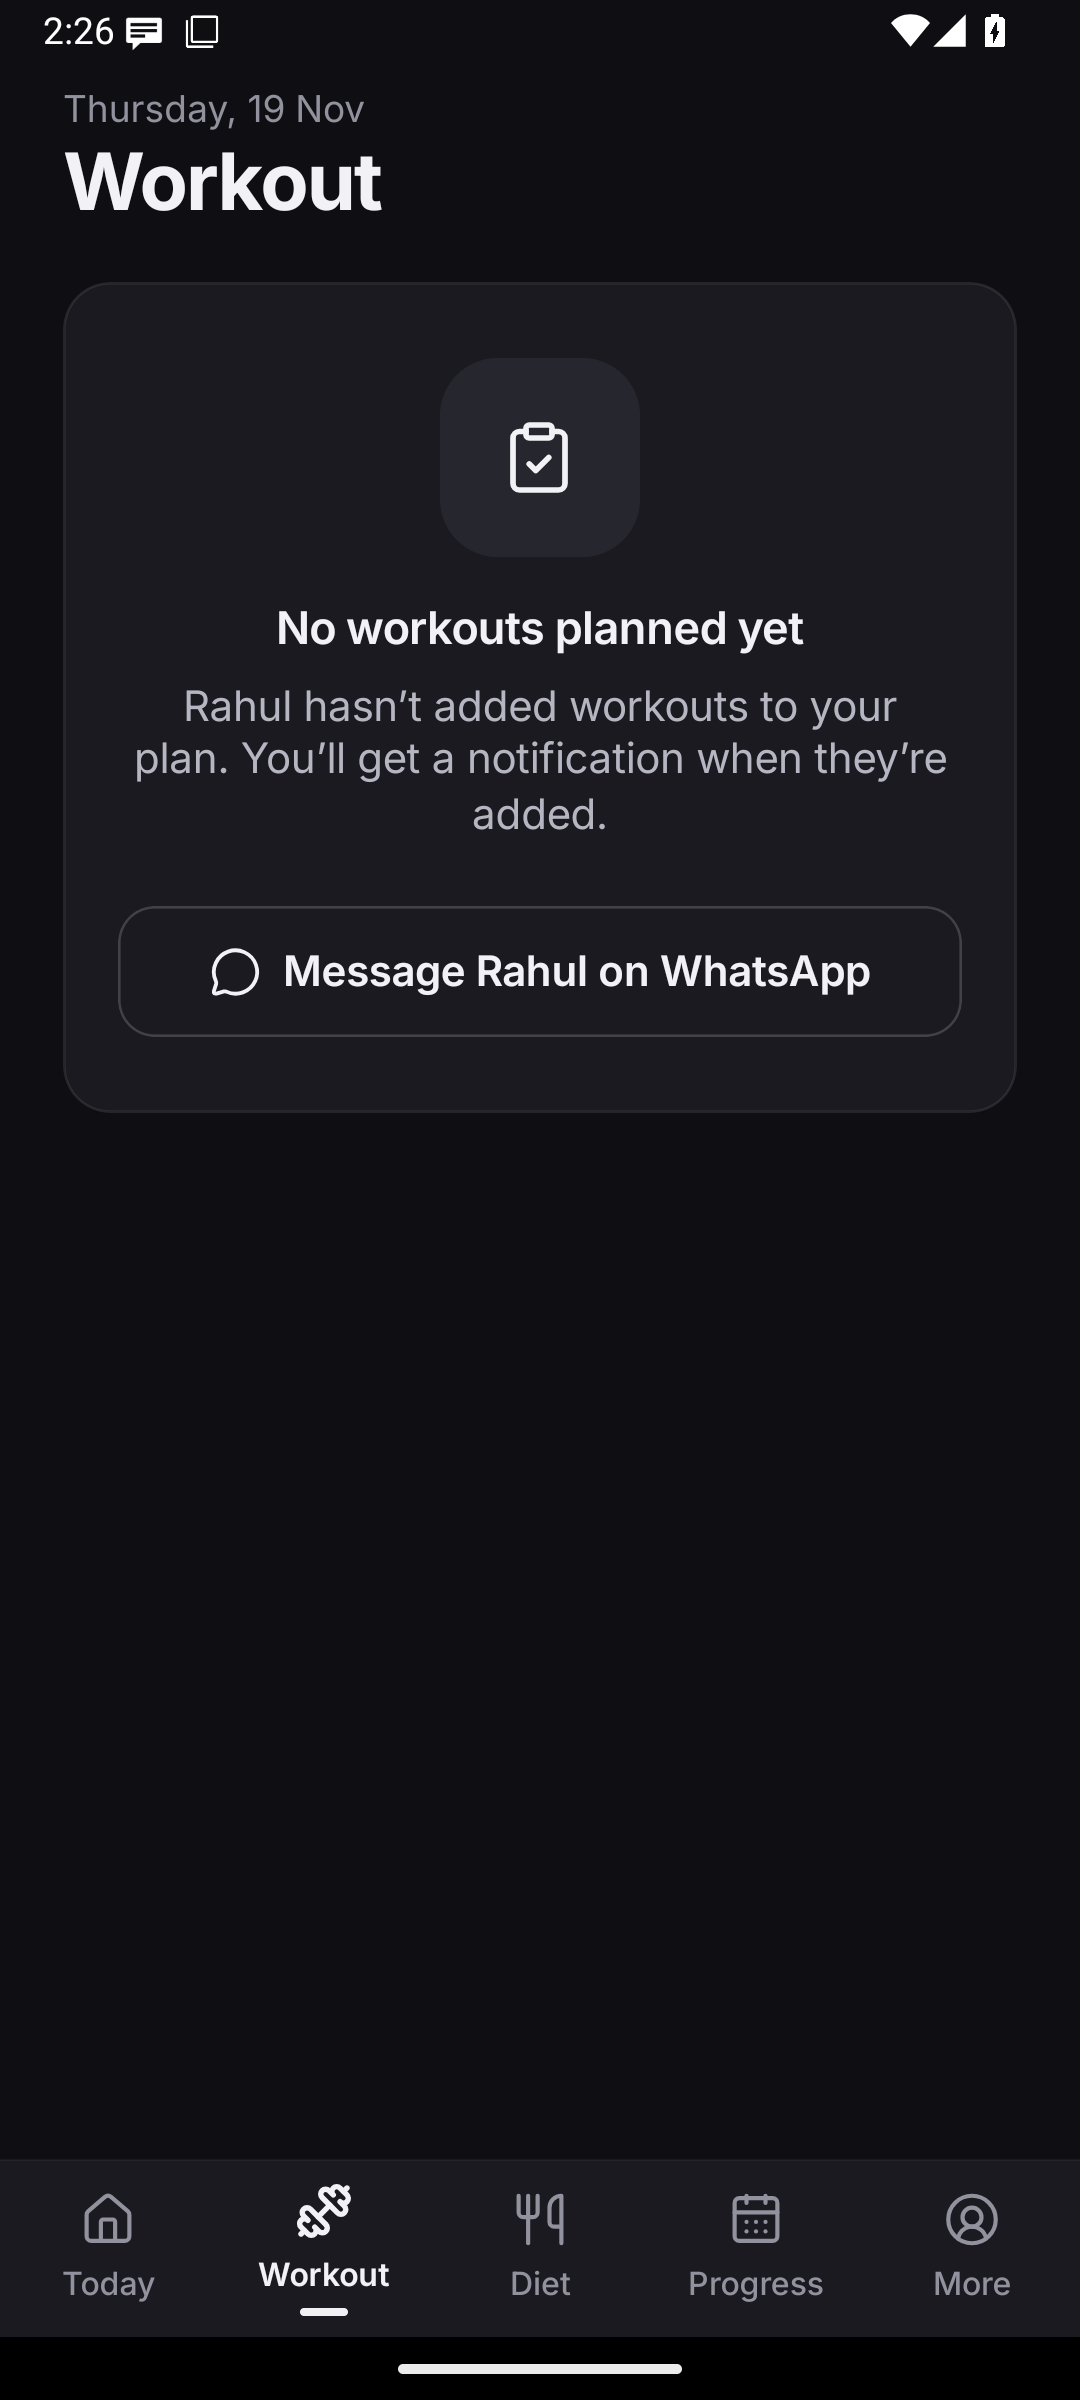 2:26
Thursday, 19 Nov
Workout
No workouts planned yet
Rahul hasn’t added workouts to your
plan. You’ll get a notification when they’re
added.
Message Rahul on WhatsApp
Today
Workout
Diet
Progress
More